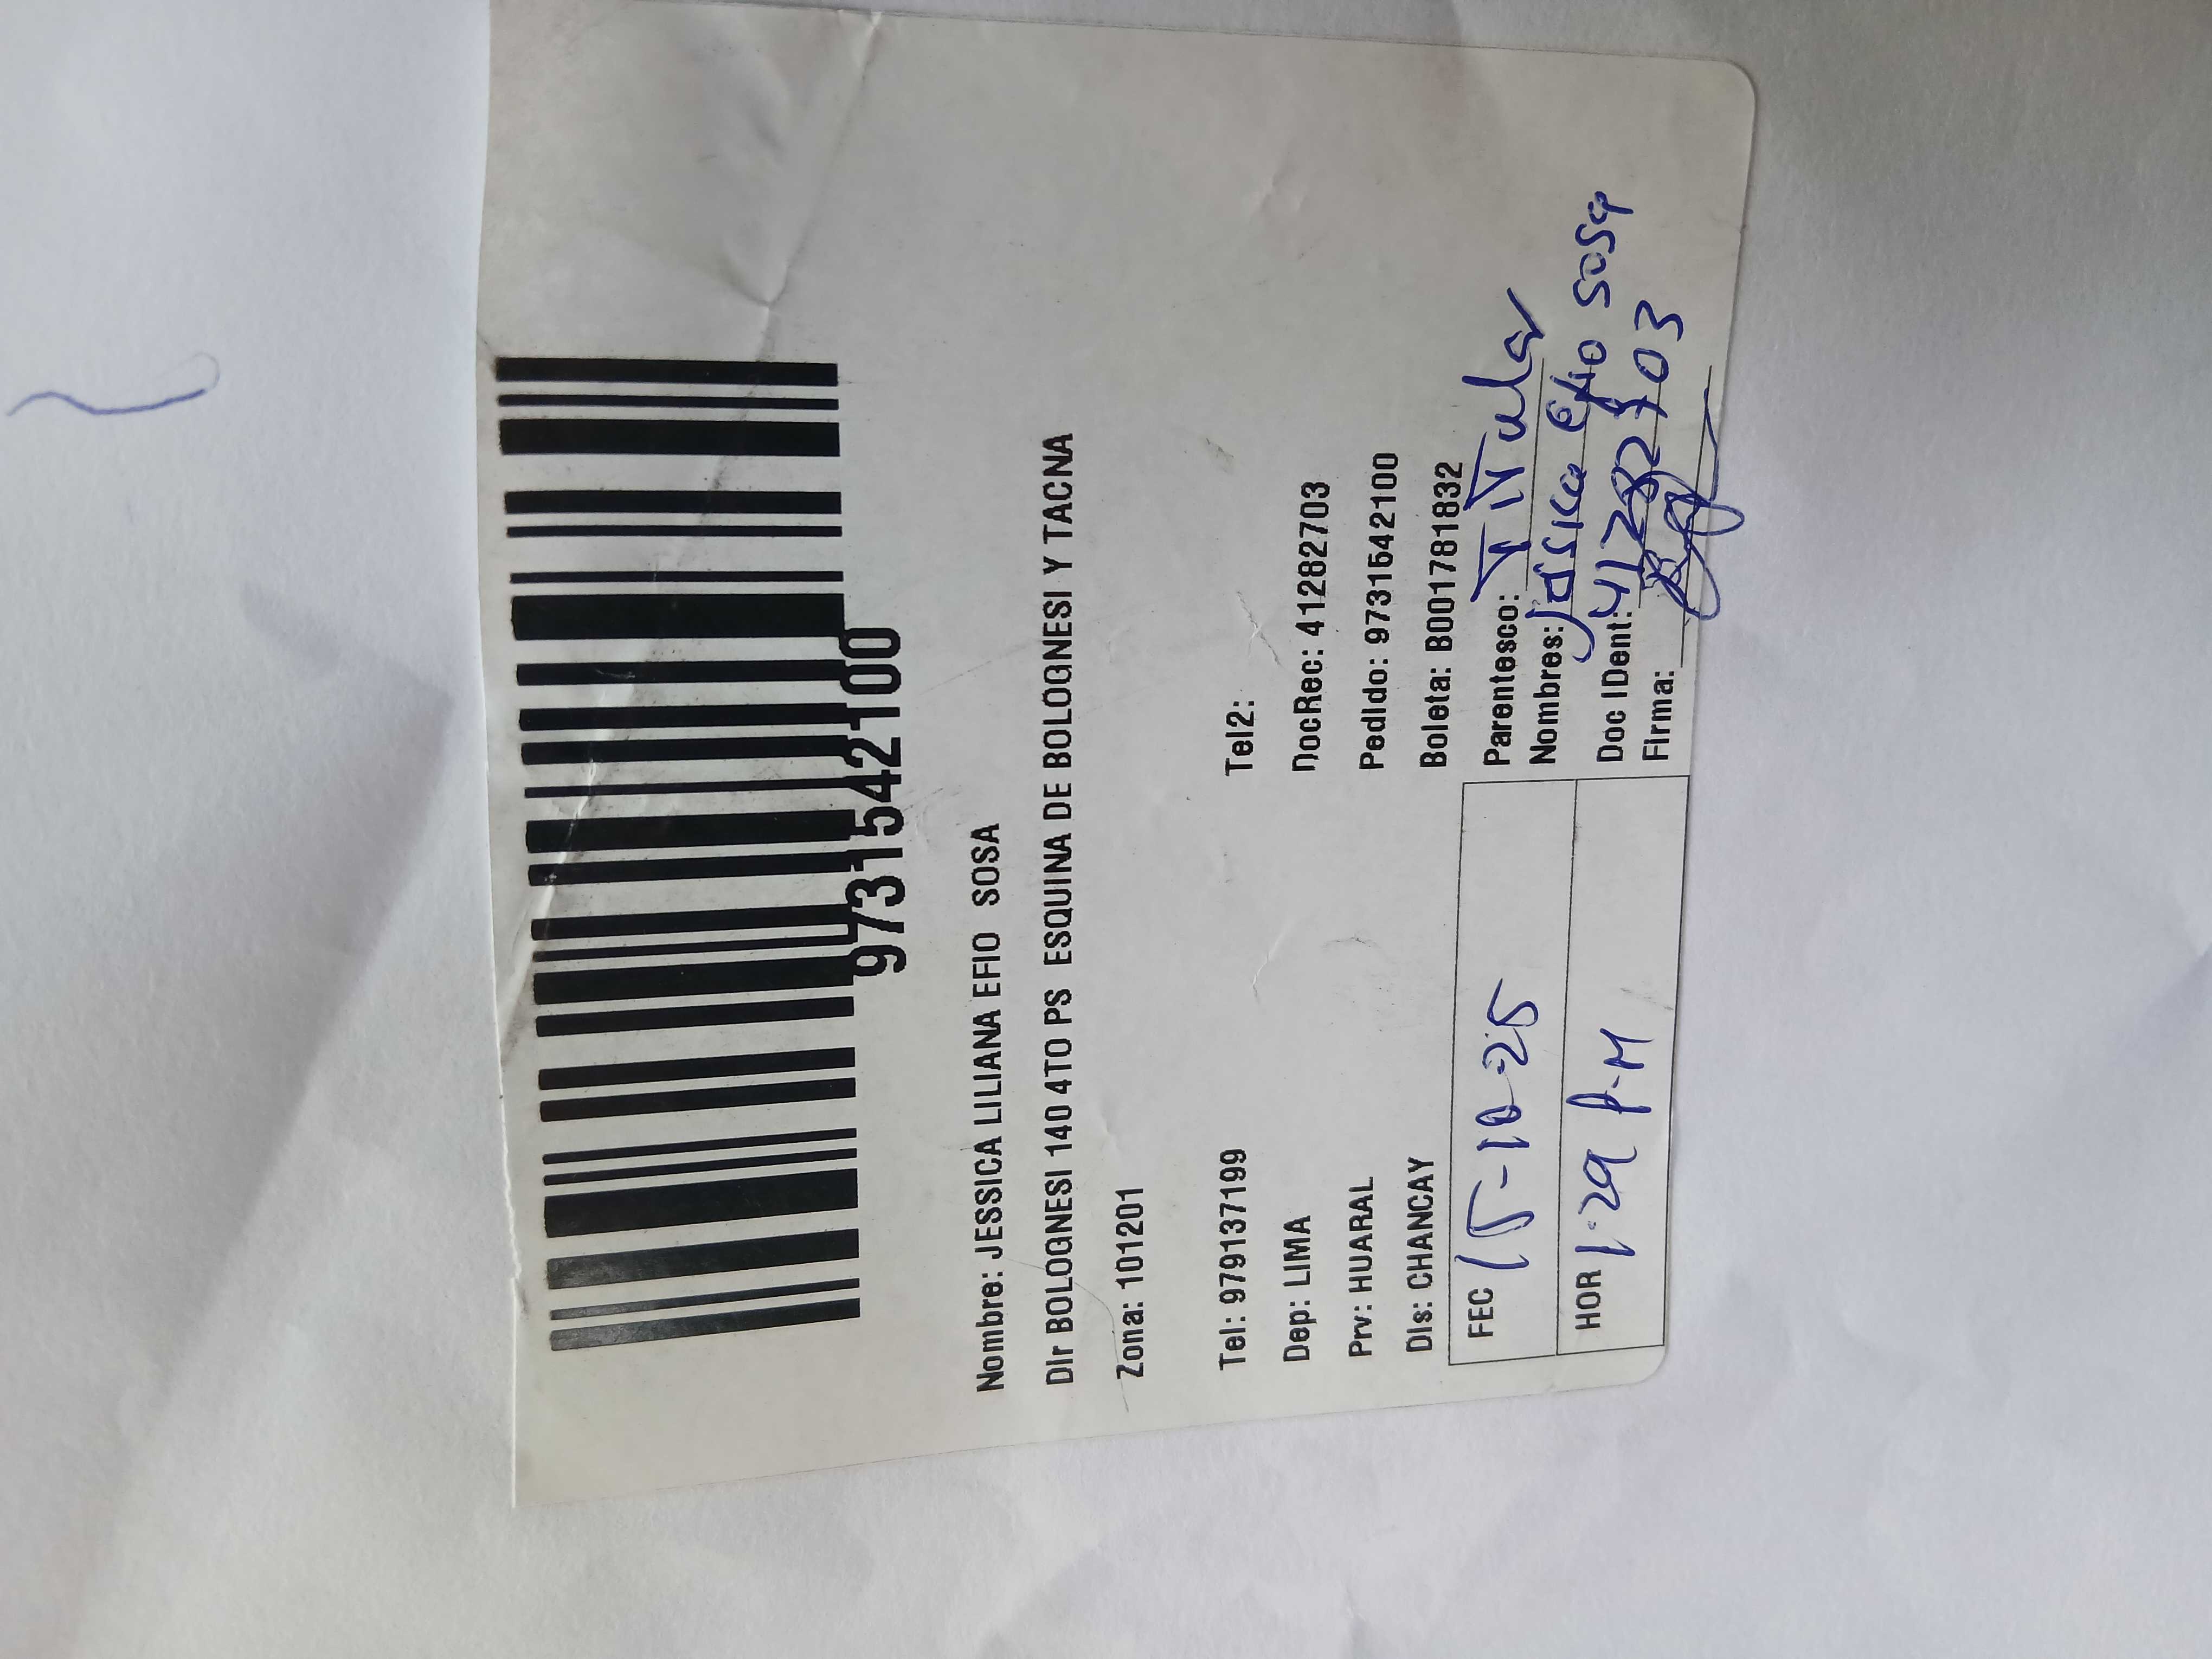 97315421 00
Nombre: JESSICA LILIANA EFIO SOSA
Dir BOLOGNESI 140 4TO PS ESQUINA DE BOLOGNESI Y TACNA
Zona: 101201
Tel: 979137199 Tel2:
Dep: LIMA DocRec: 41282703
Prv: HUARAL Pedido: 9731542100
Dis: CHANCAY Boleta: B001781832
FEC 15-10-25 Parentesco: TITular
Nombres: Jessica Efio Sosa
HOR 1:29 P.M Doc IDent: 41282703
Firma: